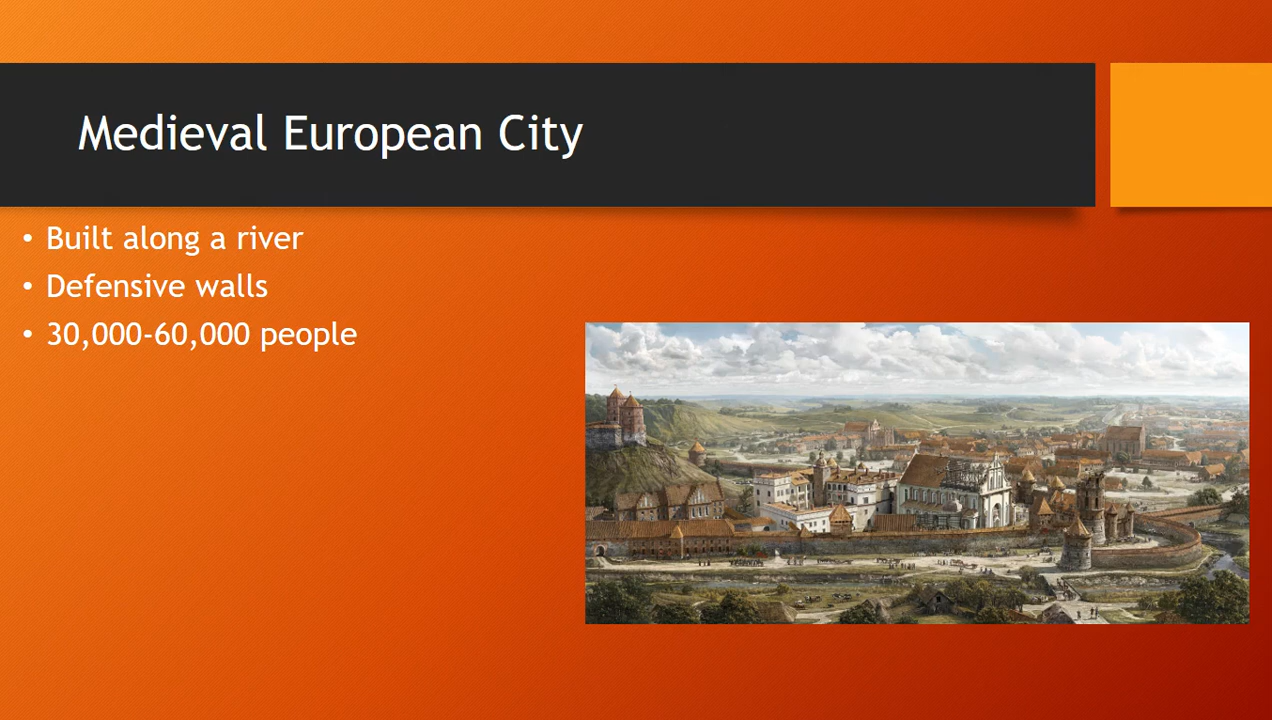 Medieval European City
• Built along a river
• Defensive walls
• 30,000-60,000 people